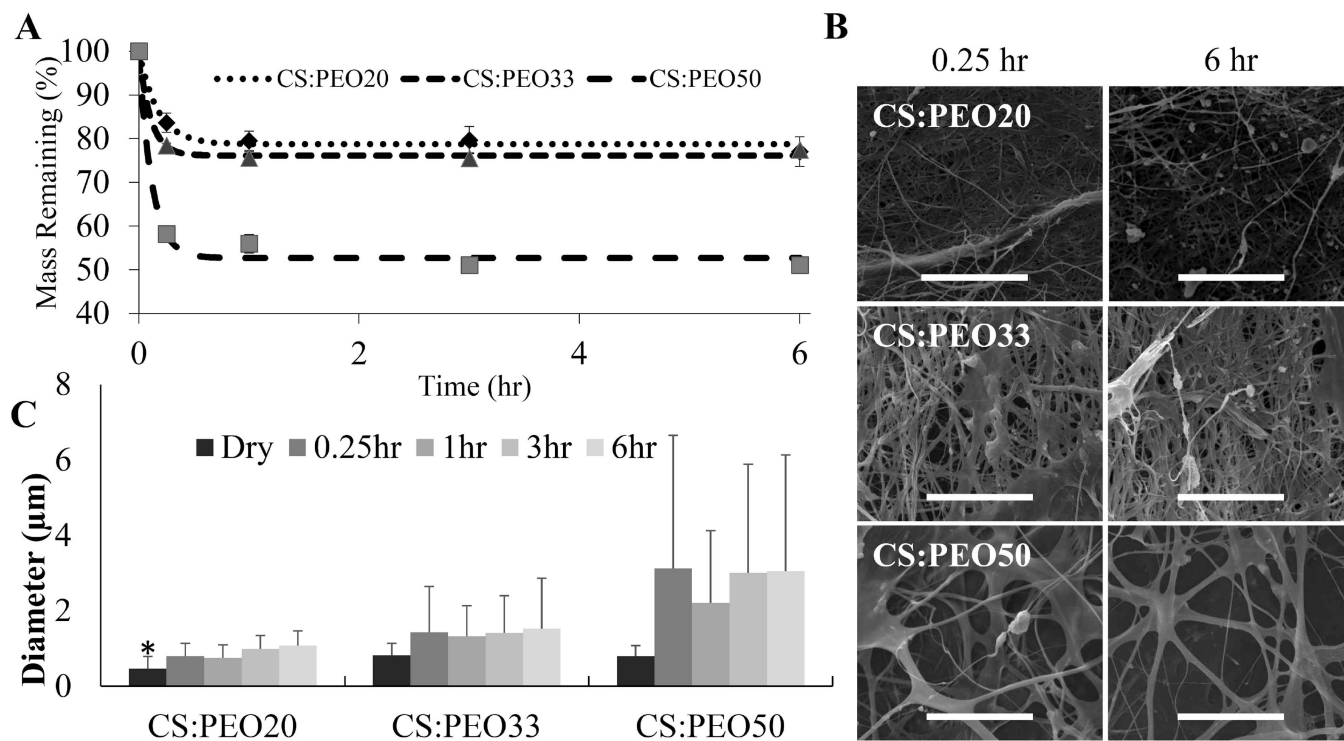 A
Mass Remaining (%)
100
90
80
70
60
50
40
CS:PEO20 CS:PEO33 CS:PEO50
0 2 4 6
Time (hr)
B
0.25 hr 6 hr
CS:PEO20
CS:PEO33
CS:PEO50
C
Diameter (µm)
8
6
4
2
0
Dry 0.25hr 1hr 3hr 6hr
*
CS:PEO20 CS:PEO33 CS:PEO50